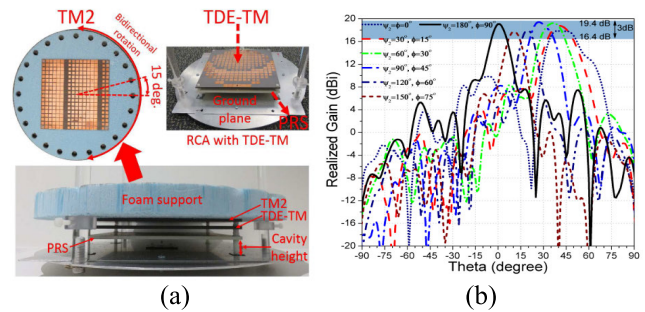 TM2
Bidirectional
rotation
15 deg.
TDE-TM
Ground
plane
PRS
RCA with TDE-TM
Foam support
TM2
TDE-TM
PRS
Cavity
height
(a)
Realized Gain (dBi)
20
16
12
8
4
0
-4
-8
-12
-16
20
ψ₂=ϕ=0°
ψ₂=180°, ϕ=90°
ψ₂=30°, ϕ=15°
ψ₂=60°, ϕ=30°
ψ₂=90°, ϕ=45°
ψ₂=120°, ϕ=60°
ψ₂=150°, ϕ=75°
19.4 dB
3dB
16.4 dB
-90 -75 -60 -45 -30 -15 0 15 30 45 60 75 90
Theta (degree)
(b)